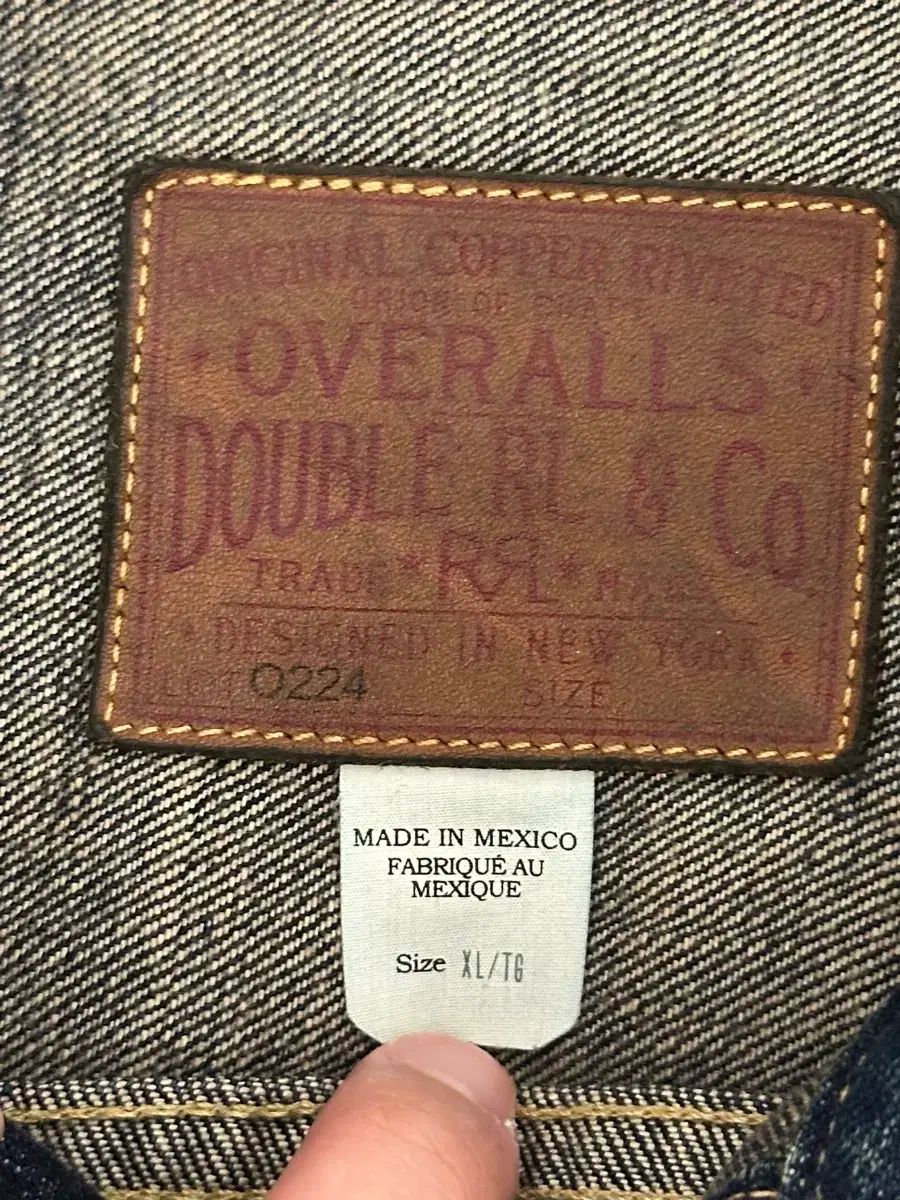 ORIGINAL COPPER RIVETED
OVERALLS
DOUBLE RL & Co.
TRADE RRL MARK
DESIGNED IN NEW YORK
LOT 0224 SIZE
MADE IN MEXICO
FABRIQUÉ AU
MEXIQUE
Size XL/TG